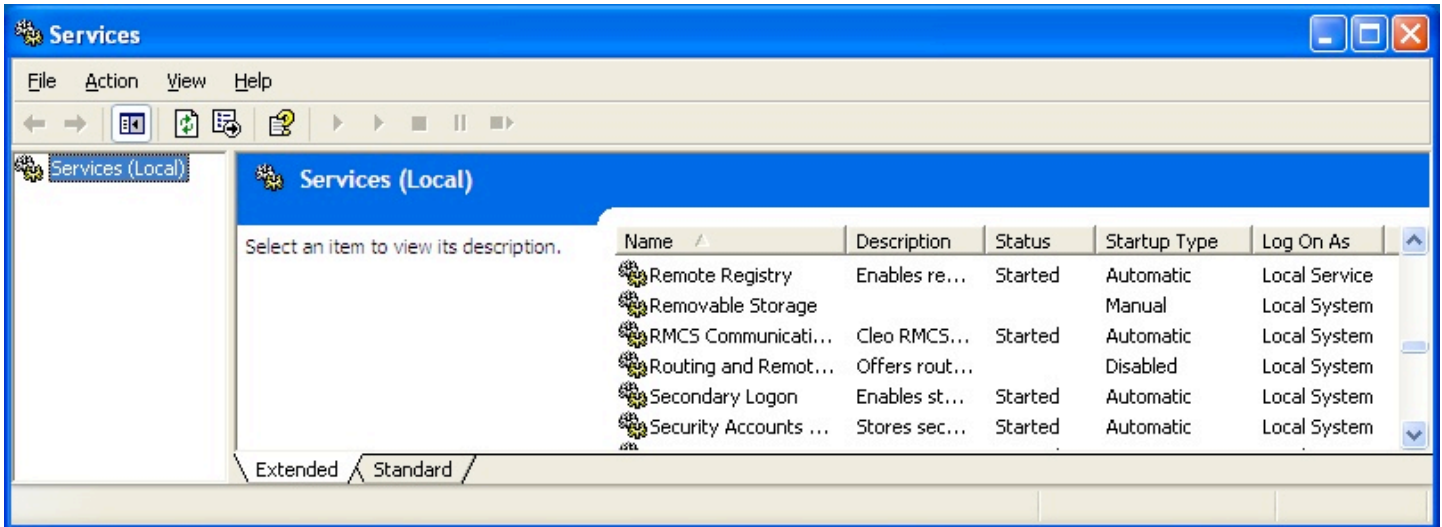 Services
File Action View Help
Services (Local)
Services (Local)
Select an item to view its description.
Name Description Status Startup Type Log On As
Remote Registry Enables re... Started Automatic Local Service
Removable Storage Manual Local System
RMCS Communicati... Cleo RMCS... Started Automatic Local System
Routing and Remot... Offers rout... Disabled Local System
Secondary Logon Enables st... Started Automatic Local System
Security Accounts ... Stores sec... Started Automatic Local System
Extended Standard